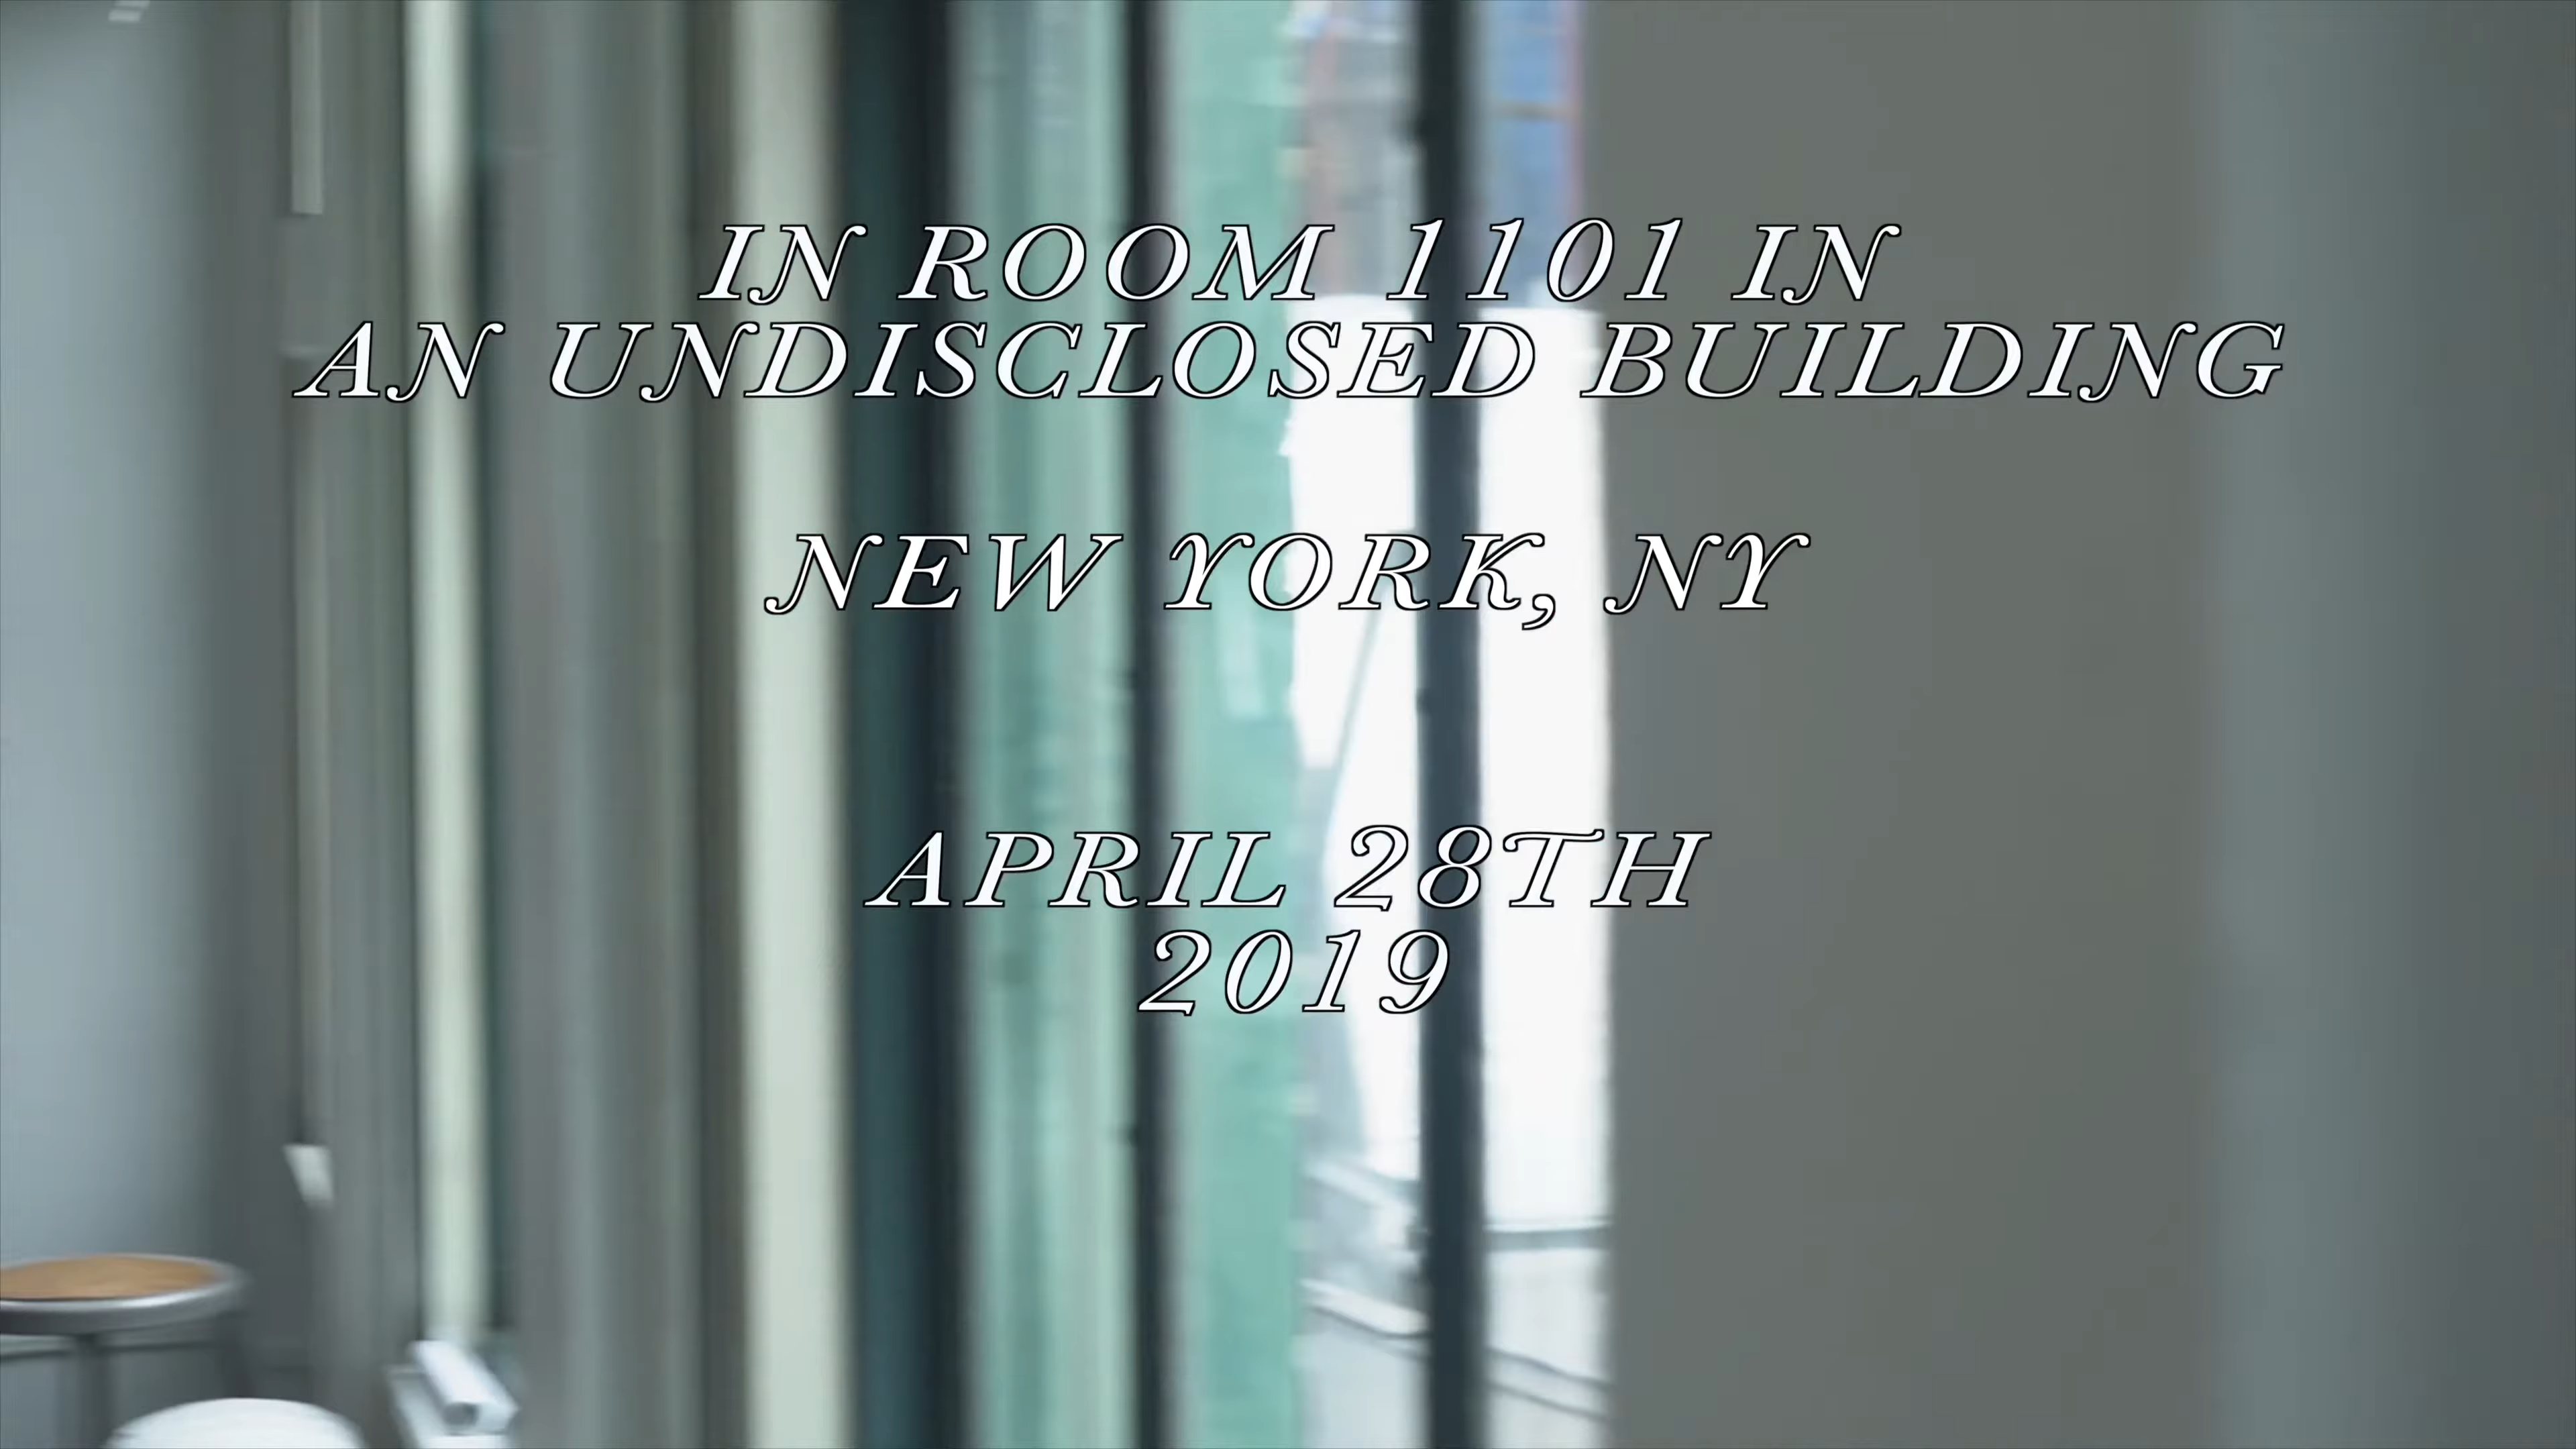 IN ROOM 1101 IN
AN UNDISCLOSED BUILDING
NEW YORK, NY
APRIL 28TH
2019